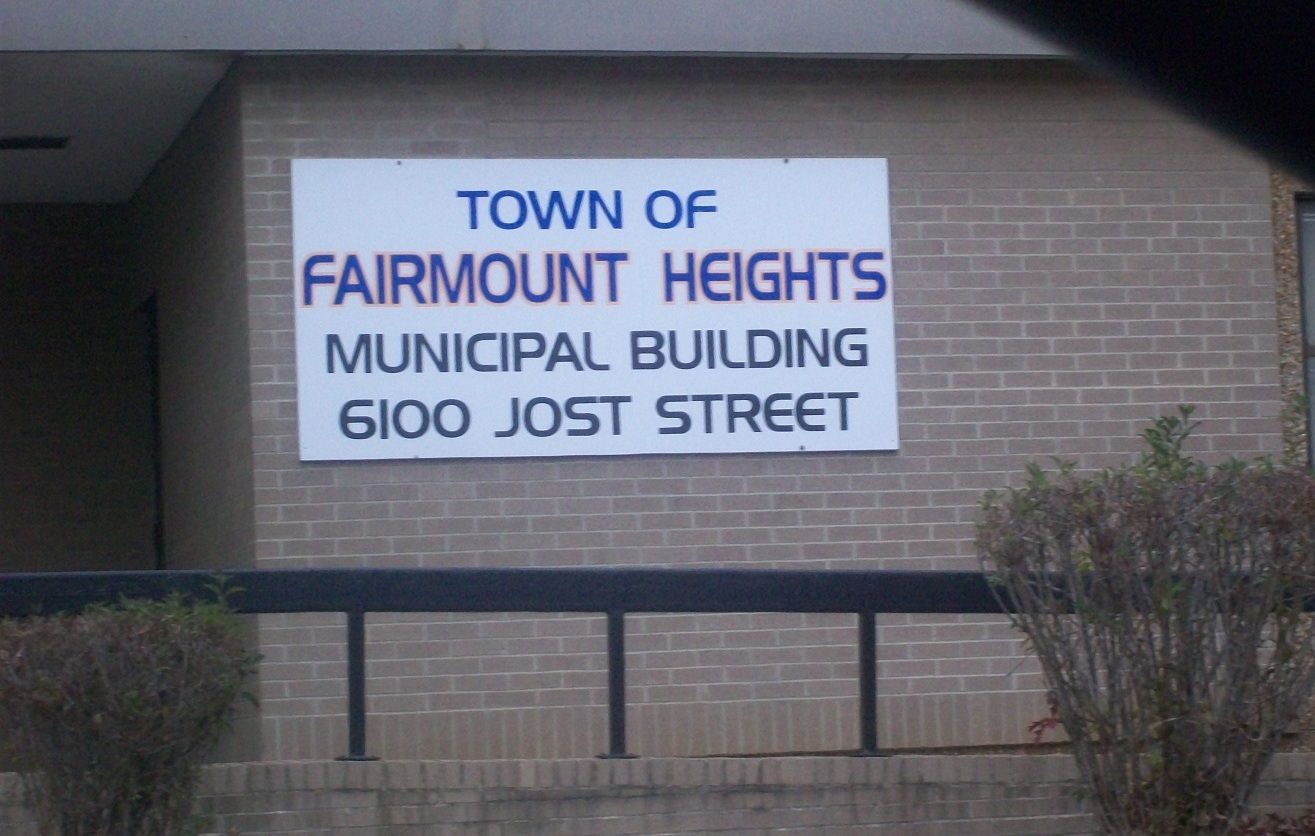 TOWN OF
FAIRMOUNT HEIGHTS
MUNICIPAL BUILDING
6100 JOST STREET